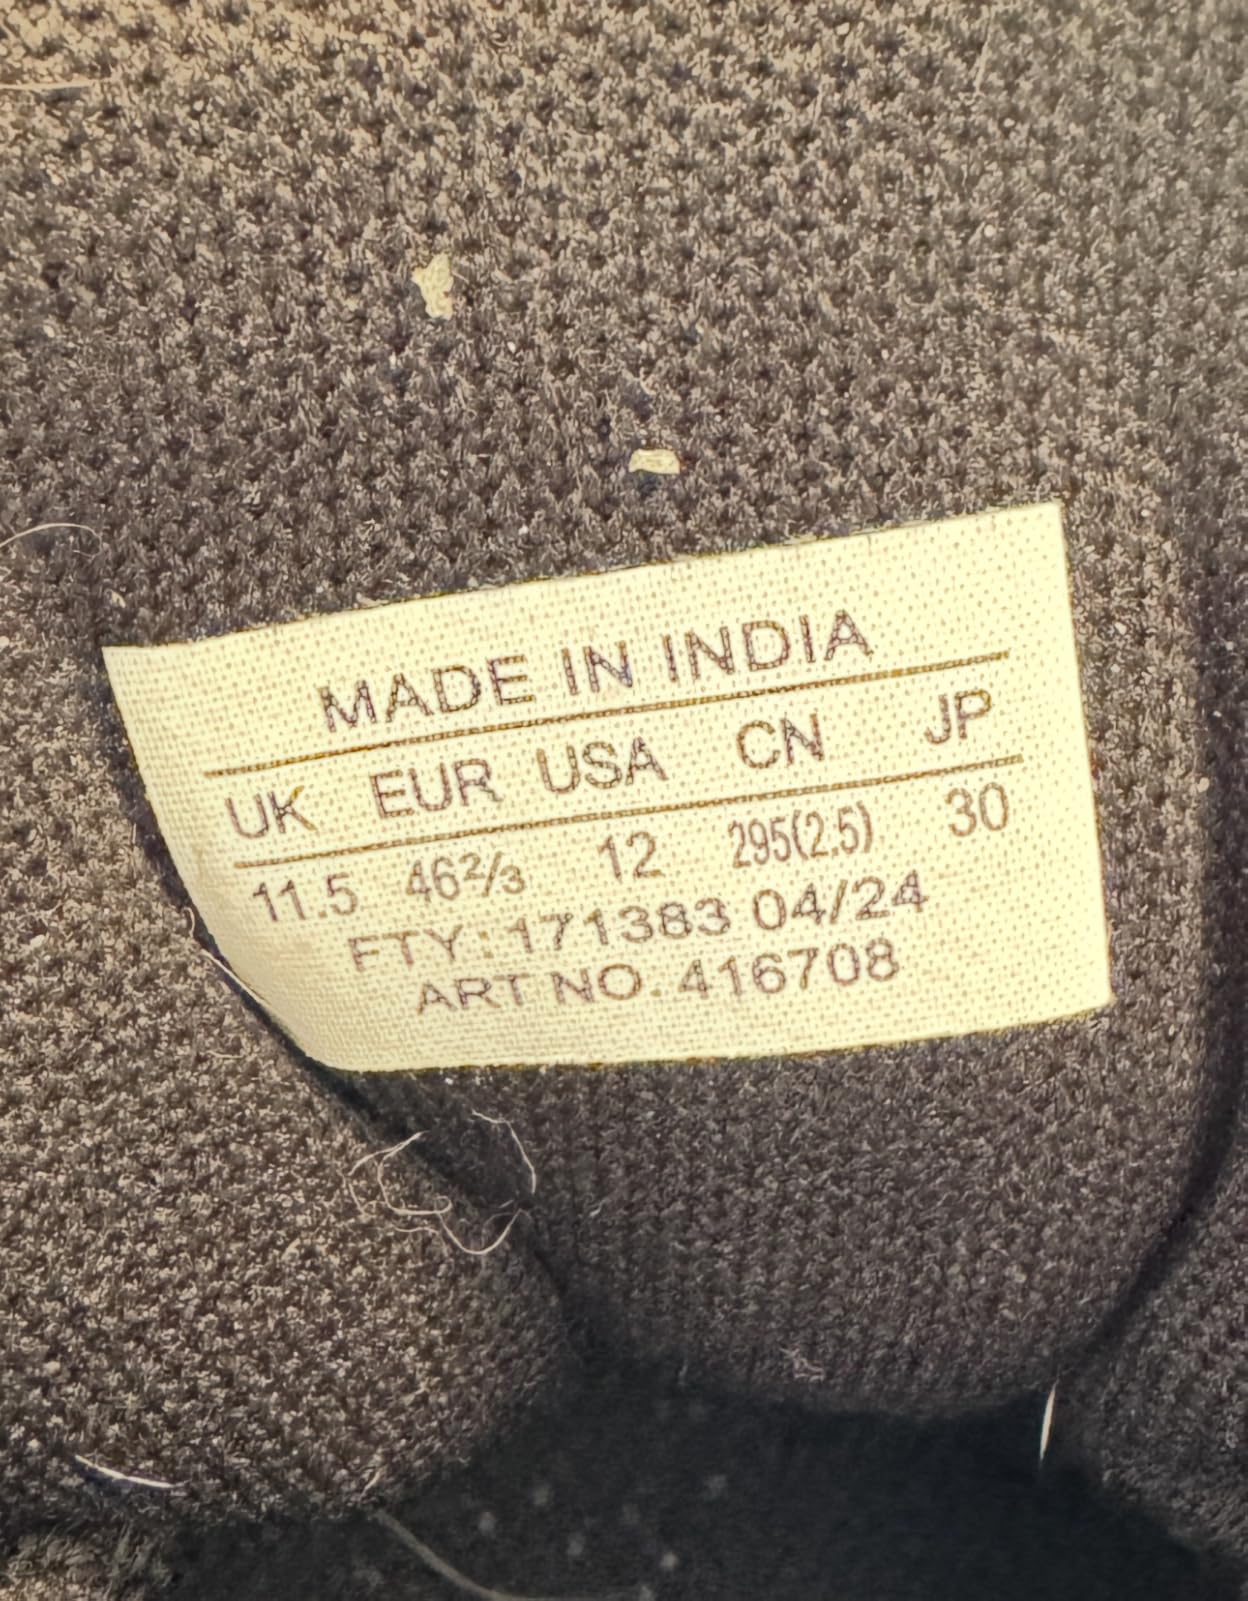 MADE IN INDIA
UK EUR USA CN JP
11.5 46⅔ 12 295(2.5) 30
FTY: 171383 04/24
ART NO. 416708